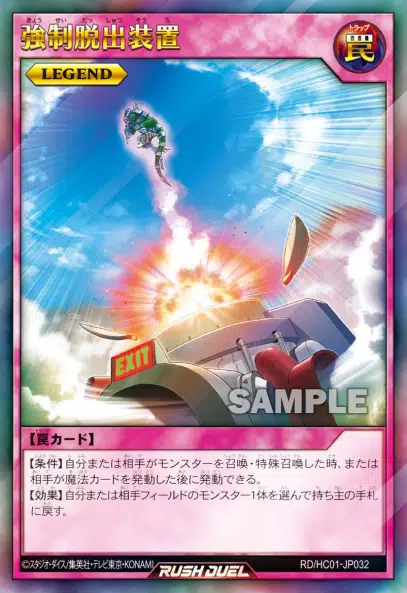 強制脱出装置
トラップ
罠
LEGEND
EXIT
SAMPLE
【罠カード】
【条件】自分または相手がモンスターを召喚・特殊召喚した時、または
相手が魔法カードを発動した後に発動できる。
【効果】自分または相手フィールドのモンスター1体を選んで持ち主の手札
に戻す。
©スタジオ・ダイス/集英社・テレビ東京・KONAMI
RUSH DUEL
RD/HC01-JP032